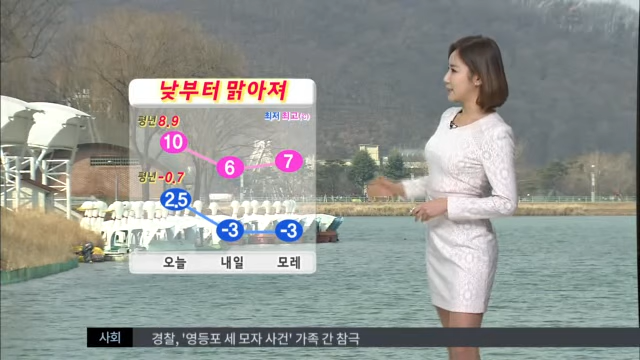 낮부터 맑아져
평년 8.9
최저 최고(℃)
10
6
7
평년 -0.7
2.5
-3
-3
오늘 내일 모레
사회 경찰, '영등포 세 모자 사건' 가족 간 참극